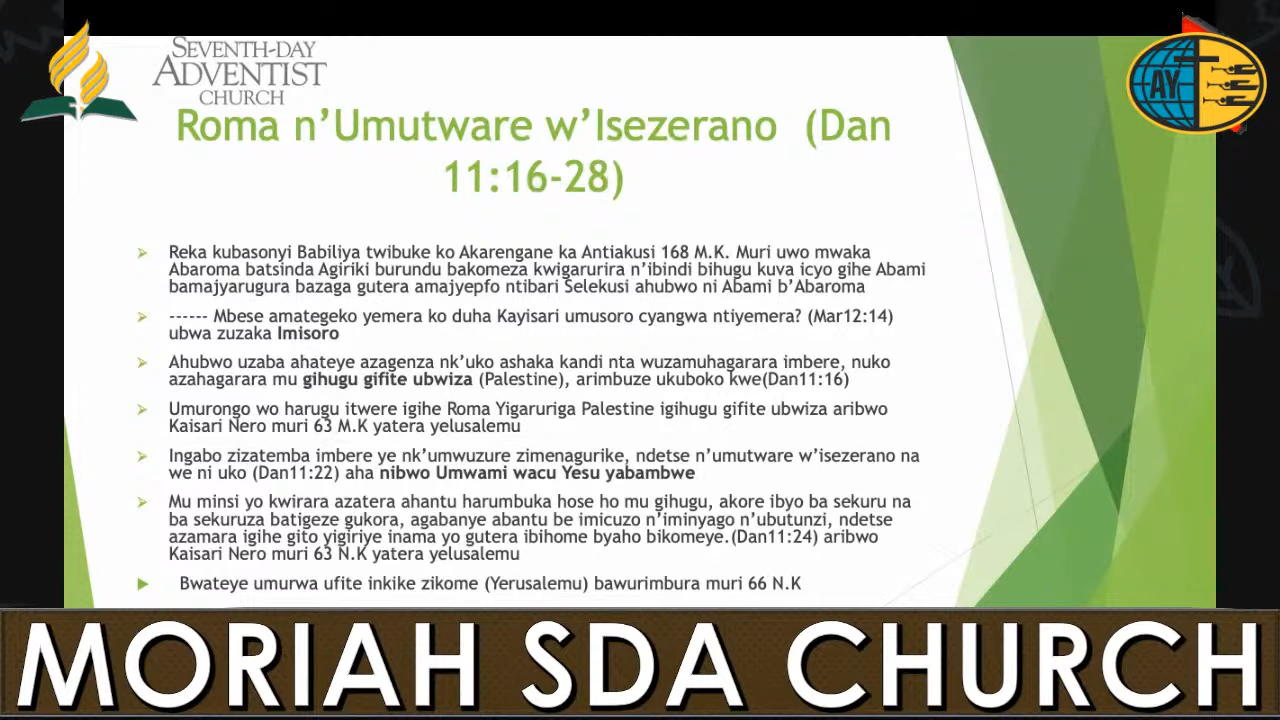 SEVENTH-DAY
ADVENTIST
CHURCH
AY
Roma n’Umutware w’Isezerano (Dan
11:16-28)
Reka kubasonyi Babiliya twibuke ko Akarengane ka Antiakusi 168 M.K. Muri uwo mwaka
Abaroma batsinda Agiriki burundu bakomeza kwigarurira n’ibindi bihugu kuva icyo gihe Abami
bamajyarugura bazaga gutera amajyepfo ntibari Selekusi ahubwo ni Abami b’Abaroma
------ Mbese amategeko yemera ko duha Kayisari umusoro cyangwa ntiyemera? (Mar12:14)
ubwa zuzaka Imisoro
Ahubwo uzaba ahateye azagenza nk’uko ashaka kandi nta wuzamuhagarara imbere, nuko
azahagarara mu gihugu gifite ubwiza (Palestine), arimbuze ukuboko kwe(Dan11:16)
Umurongo wo harugu itwere igihe Roma Yigaruriga Palestine igihugu gifite ubwiza aribwo
Kaisari Nero muri 63 M.K yatera yelusalemu
Ingabo zizatemba imbere ye nk’umwuzure zimenagurike, ndetse n’umutware w’isezerano na
we ni uko (Dan11:22) aha nibwo Umwami wacu Yesu yabambwe
Mu minsi yo kwirara azatera ahantu harumbuka hose ho mu gihugu, akore ibyo ba sekuru na
ba sekuruza batigeze gukora, agabanye abantu be imicuzo n’iminyago n’ubutunzi, ndetse
azamara igihe gito yigiriye inama yo gutera ibihome byaho bikomeye.(Dan11:24) aribwo
Kaisari Nero muri 63 N.K yatera yelusalemu
Bwateye umurwa ufite inkike zikome (Yerusalemu) bawurimbura muri 66 N.K
MORIAH SDA CHURCH